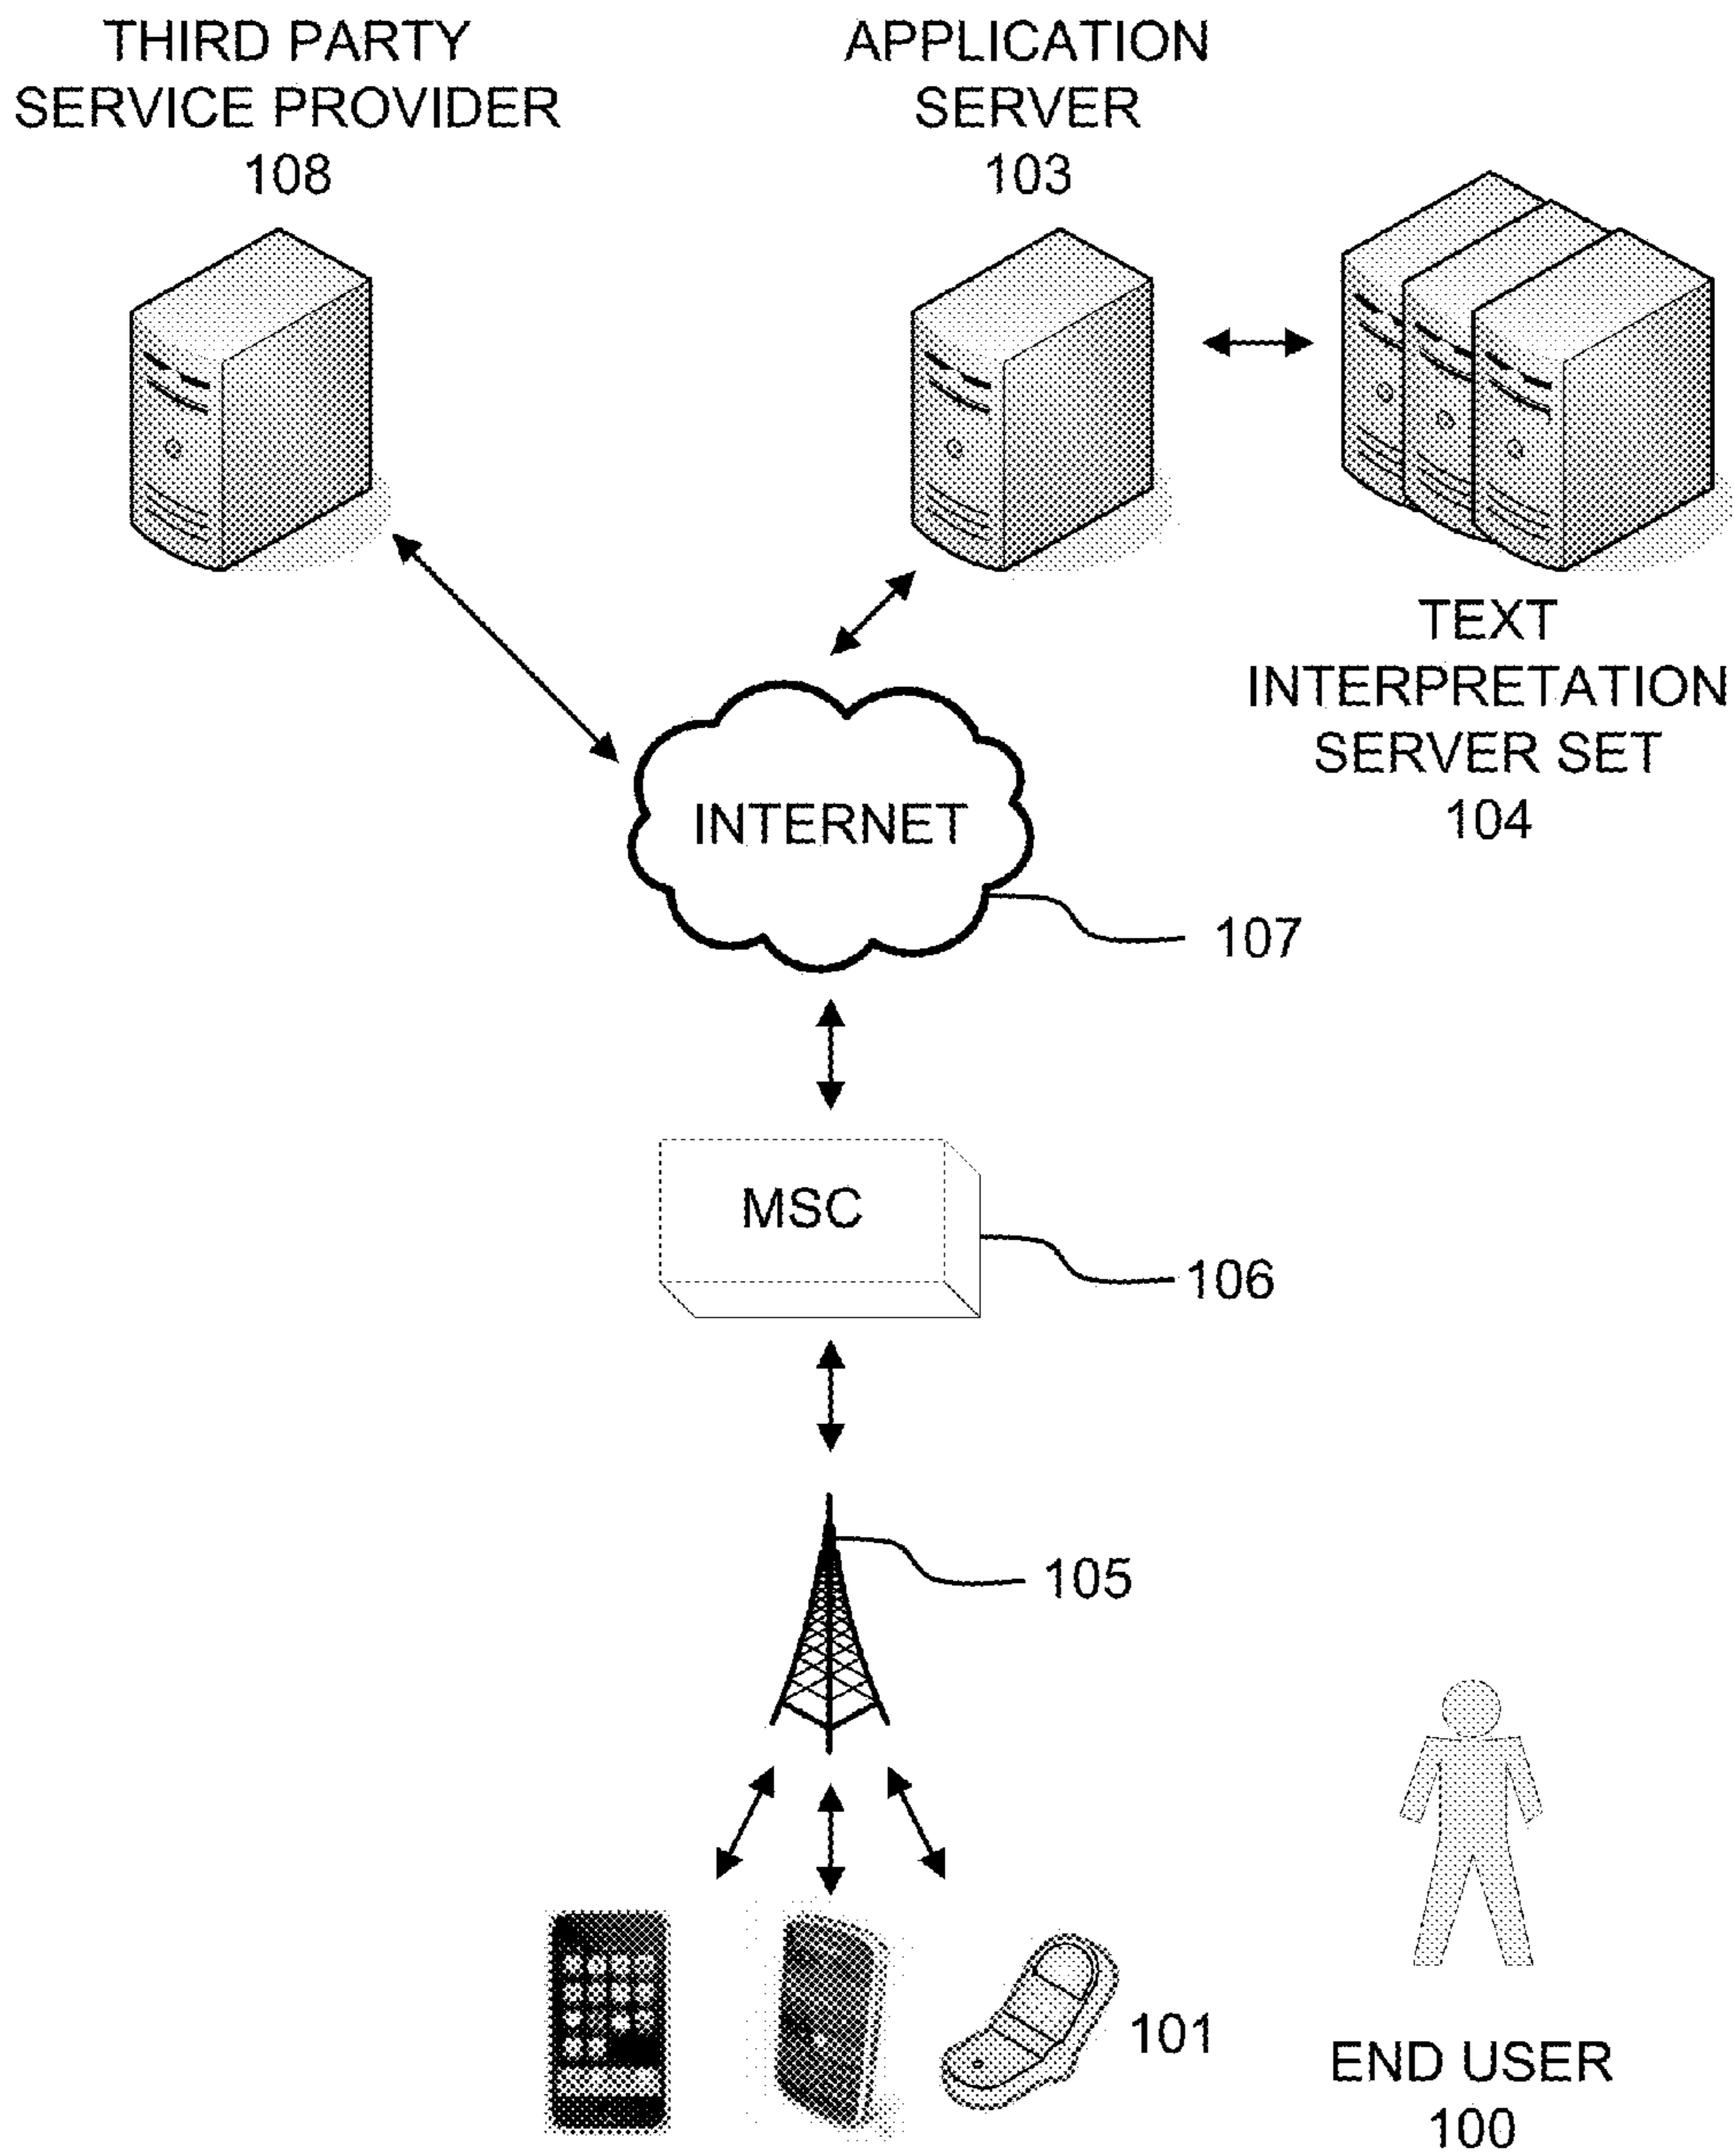 THIRD PARTY
SERVICE PROVIDER
108
APPLICATION
SERVER
103
TEXT
INTERPRETATION
SERVER SET
104
INTERNET
107
MSC
106
105
101
END USER
100